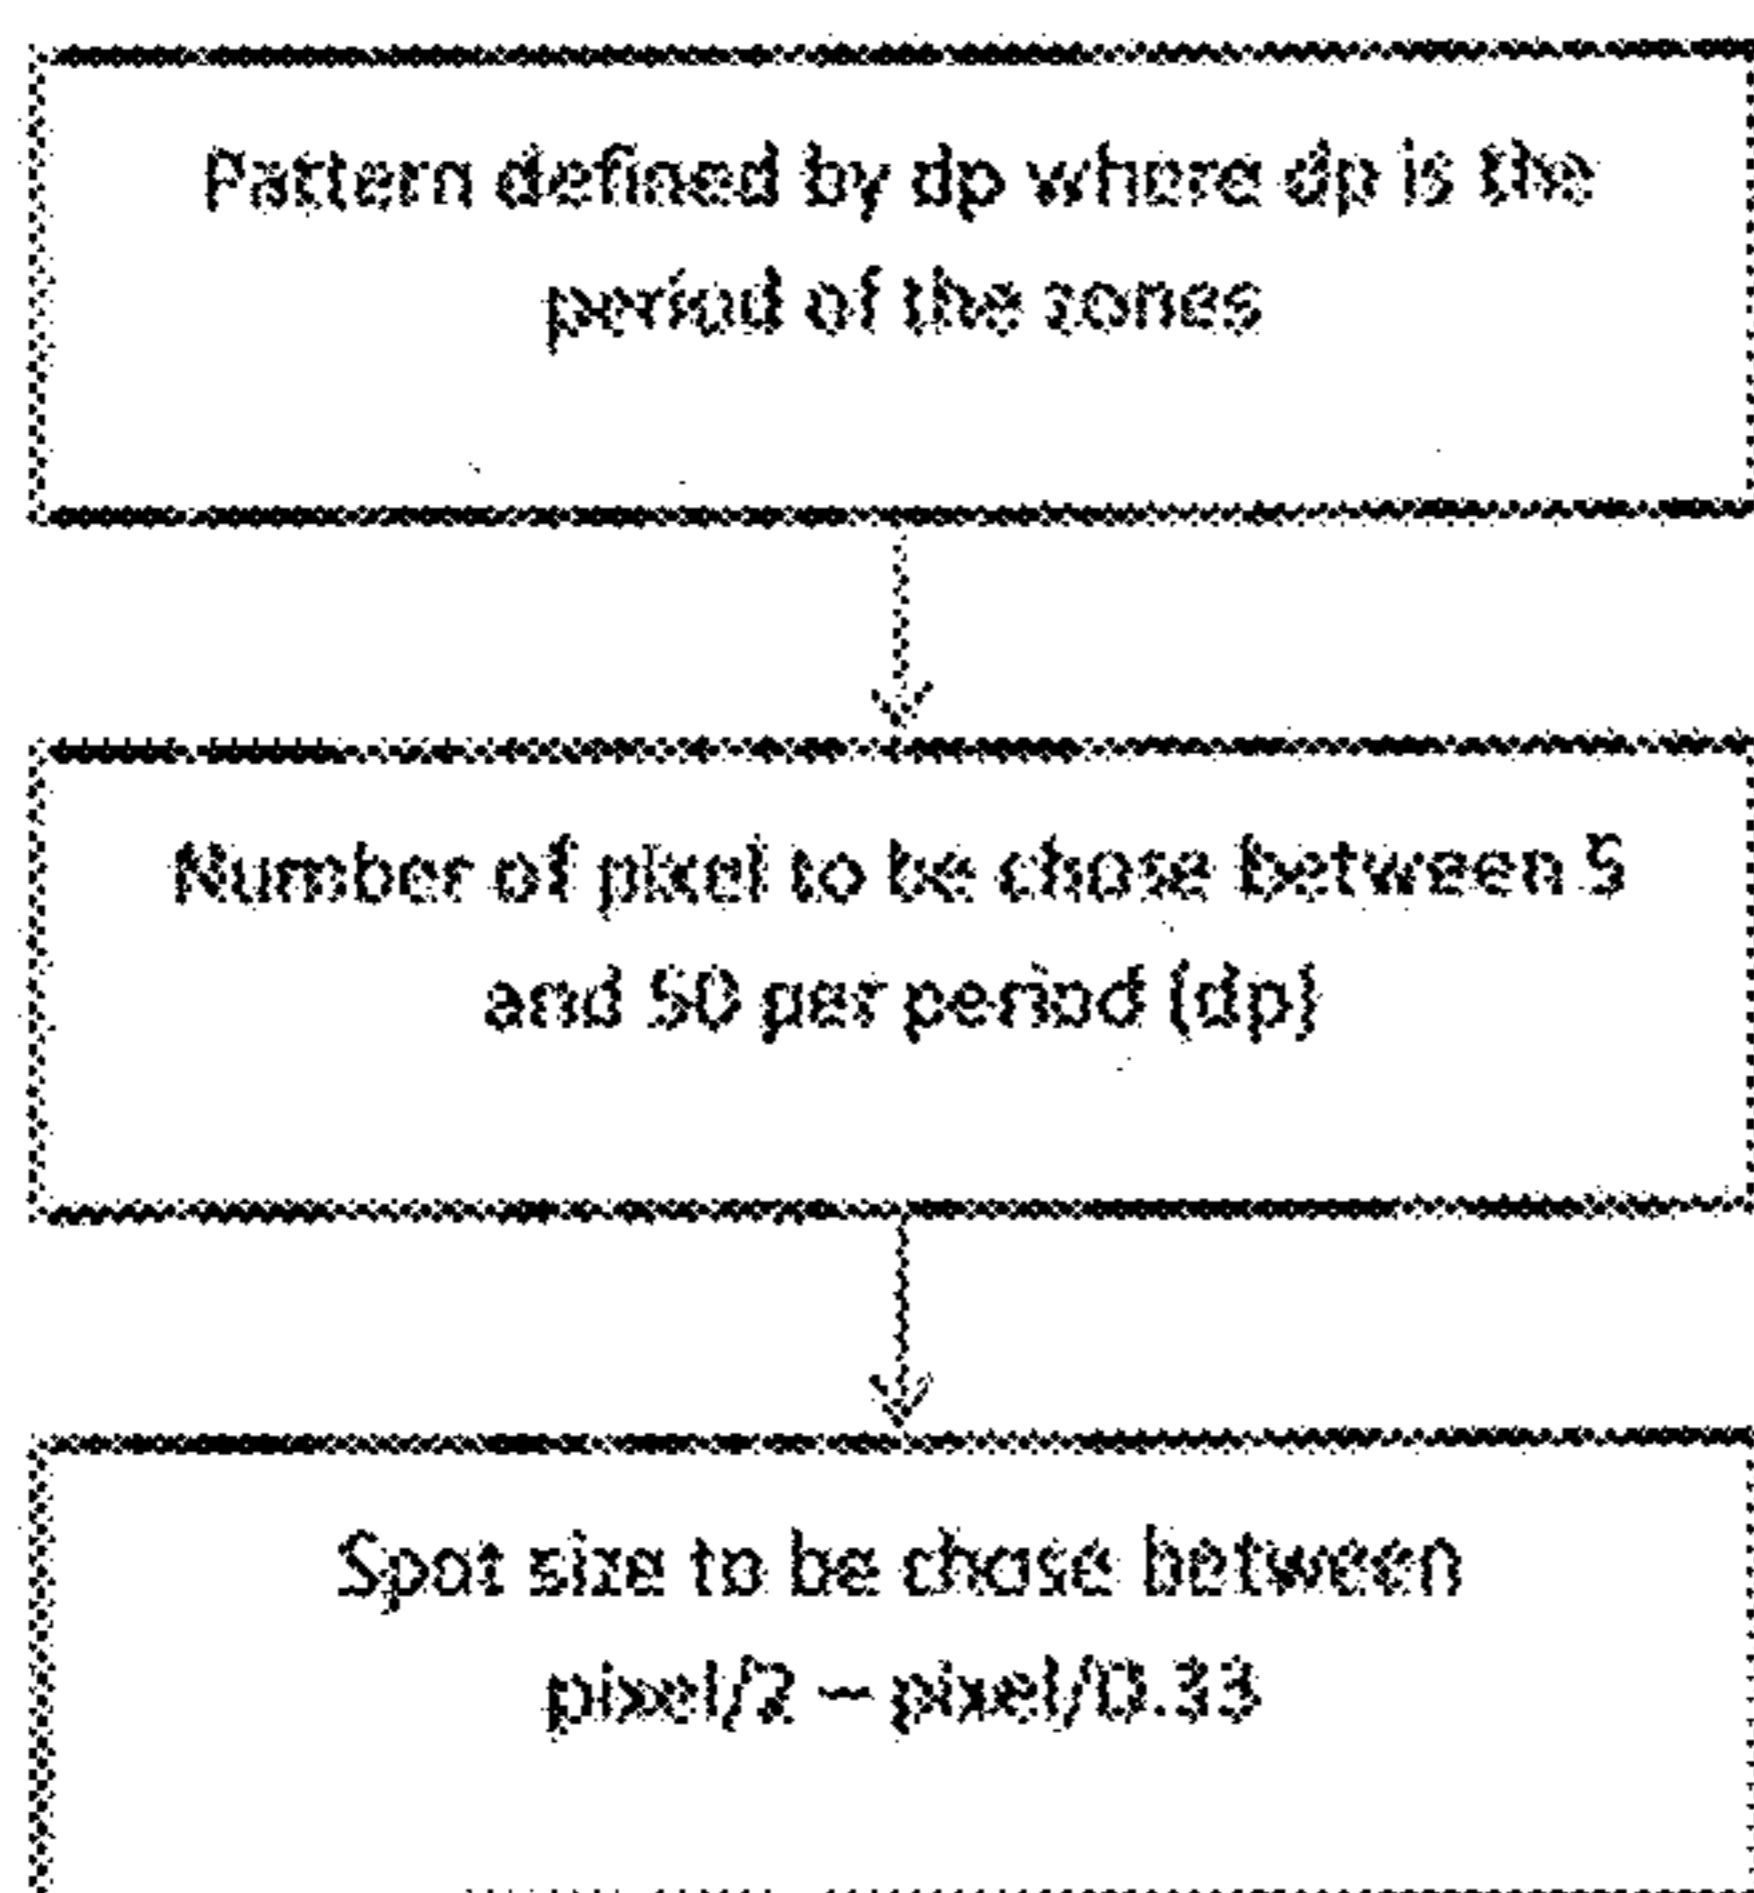 Pattern defined by dp where dp is the
period of the zones
Number of pixel to be chose between 5
and 50 per period (dp)
Spot size to be chose between
pixel/2 – pixel/0.33